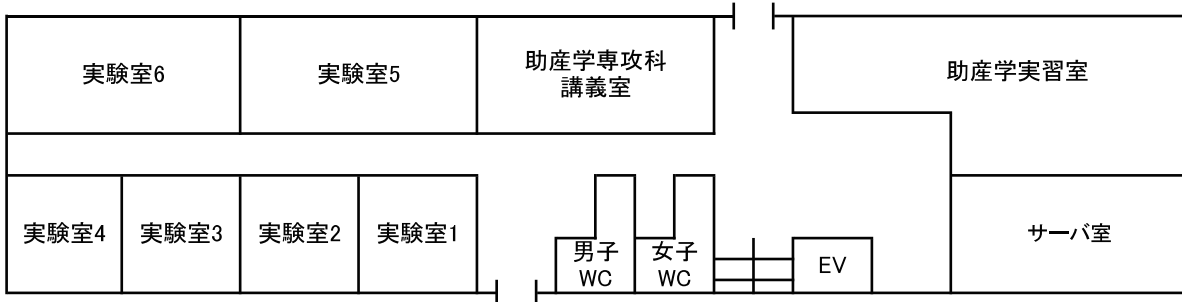 実験室6
実験室5
助産学専攻科
講義室
助産学実習室
実験室4
実験室3
実験室2
実験室1
男子
WC
女子
WC
EV
サーバ室